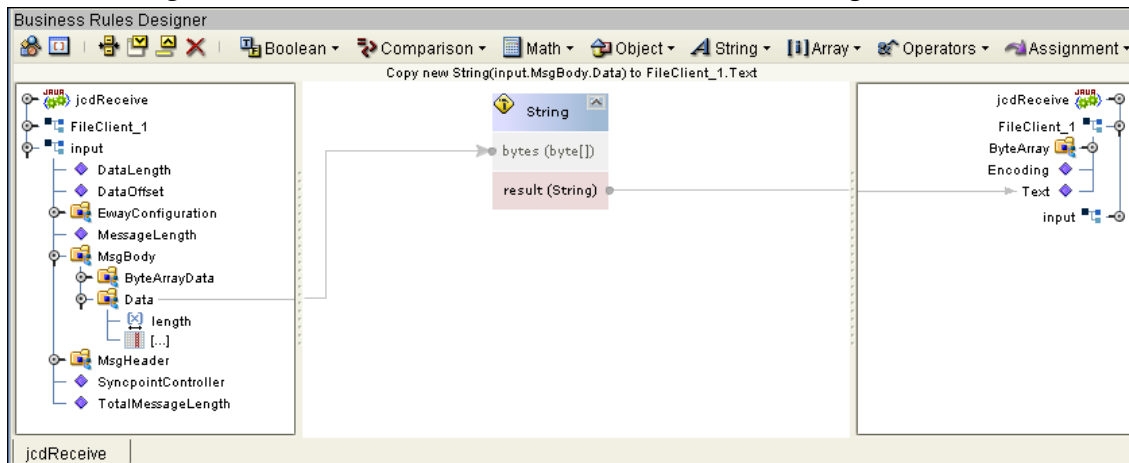 Business Rules Designer
Boolean Comparison Math Object String Array Operators Assignment
Copy new String(input.MsgBody.Data) to FileClient_1.Text
jcdReceive
FileClient_1
input
DataLength
DataOffset
EwayConfiguration
MessageLength
MsgBody
ByteArrayData
Data
length
[...]
MsgHeader
SyncpointController
TotalMessageLength
String
bytes (byte[])
result (String)
jcdReceive
FileClient_1
ByteArray
Encoding
Text
input
jcdReceive